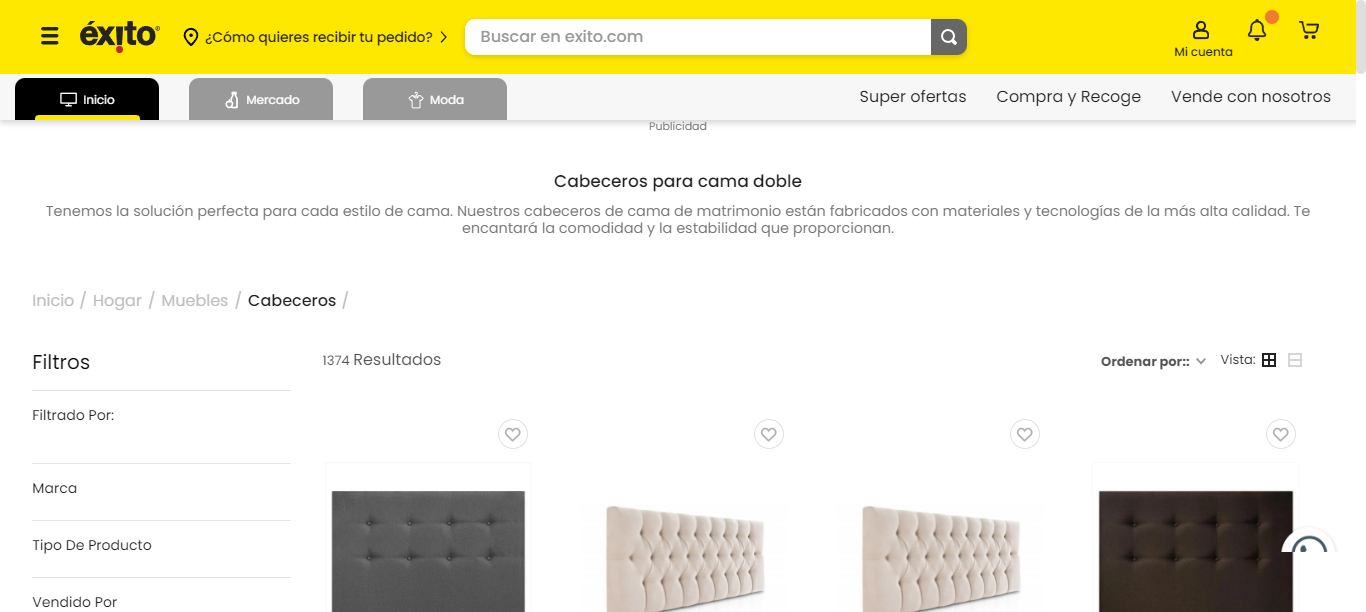 éxito
¿Cómo quieres recibir tu pedido?
Buscar en exito.com
Mi cuenta
Inicio
Mercado
Moda
Super ofertas
Compra y Recoge
Vende con nosotros
Publicidad
Cabeceros para cama doble
Tenemos la solución perfecta para cada estilo de cama. Nuestros cabeceros de cama de matrimonio están fabricados con materiales y tecnologías de la más alta calidad. Te
encantará la comodidad y la estabilidad que proporcionan.
Inicio / Hogar / Muebles / Cabeceros /
Filtros
1374 Resultados
Ordenar por::
Vista:
Filtrado Por:
Marca
Tipo De Producto
Vendido Por